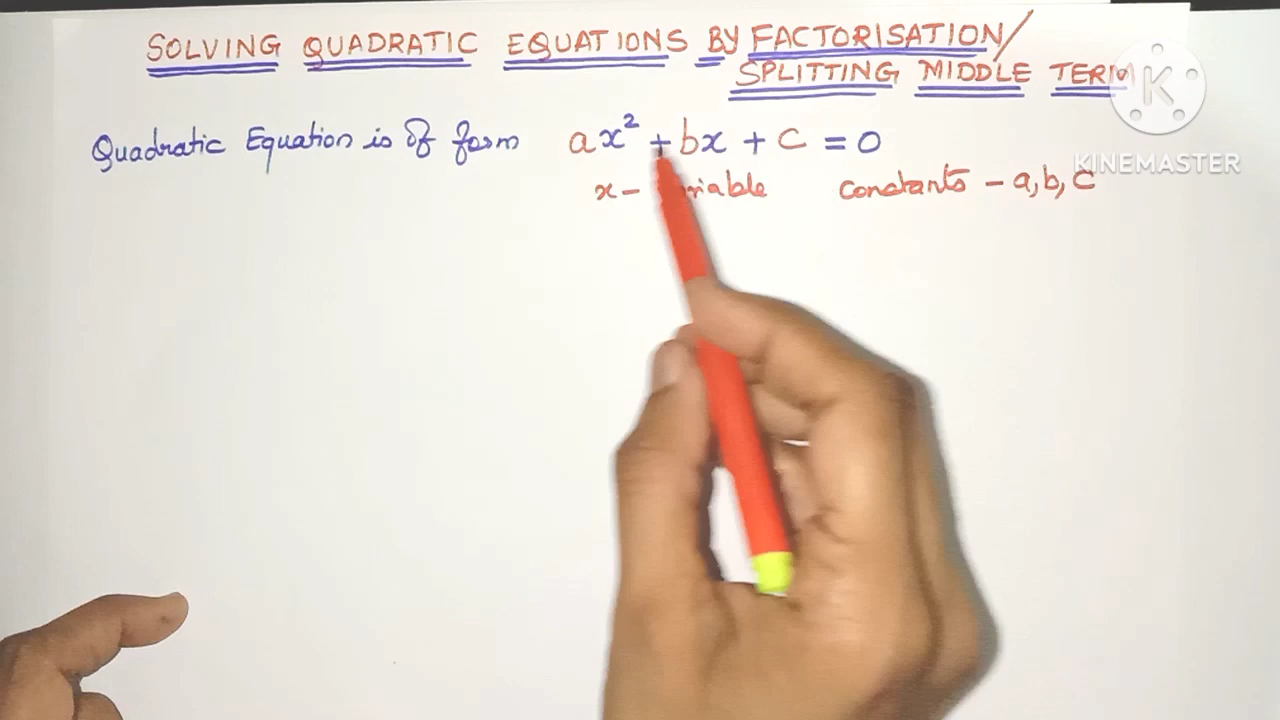 SOLVING QUADRATIC EQUATIONS BY FACTORISATION/
SPLITTING MIDDLE TERM
Quadratic Equation is of form ax² + bx + c = 0
x - constants - a, b, c
K
KINEMASTER